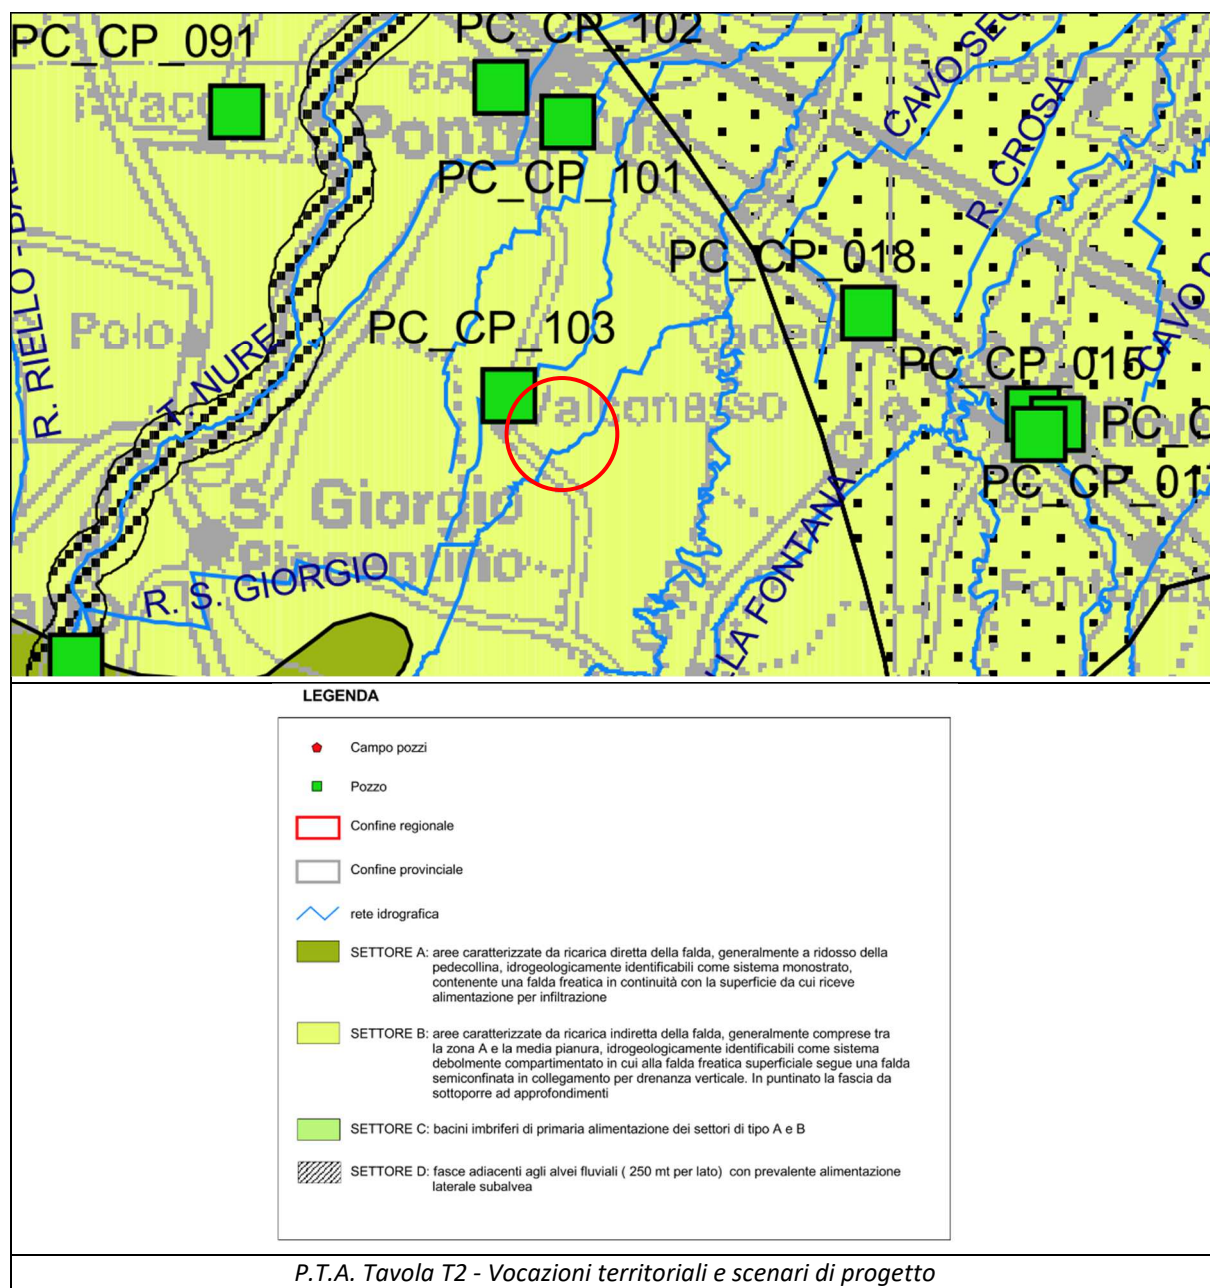 PC_CP_091
PC_CP_102
65
CAVO SEC
R. CROSA
PC_CP_101
R. RIELLO - BA
PC_CP_018
CAVO C
Polo
T. NURE
PC_CP_103
PC_CP_015
PC_C
PC_CP_017
S. Giorgio
Piacentino
R. S. GIORGIO
LA FONTANA
LEGENDA
Campo pozzi
Pozzo
Confine regionale
Confine provinciale
rete idrografica
SETTORE A: aree caratterizzate da ricarica diretta della falda, generalmente a ridosso della
pedecollina, idrogeologicamente identificabili come sistema monostrato,
contenente una falda freatica in continuità con la superficie da cui riceve
alimentazione per infiltrazione
SETTORE B: aree caratterizzate da ricarica indiretta della falda, generalmente comprese tra
la zona A e la media pianura, idrogeologicamente identificabili come sistema
debolmente compartimentato in cui alla falda freatica superficiale segue una falda
semiconfinata in collegamento per drenanza verticale. In puntinato la fascia da
sottoporre ad approfondimenti
SETTORE C: bacini imbriferi di primaria alimentazione dei settori di tipo A e B
SETTORE D: fasce adiacenti agli alvei fluviali ( 250 mt per lato) con prevalente alimentazione
laterale subalvea
P.T.A. Tavola T2 - Vocazioni territoriali e scenari di progetto